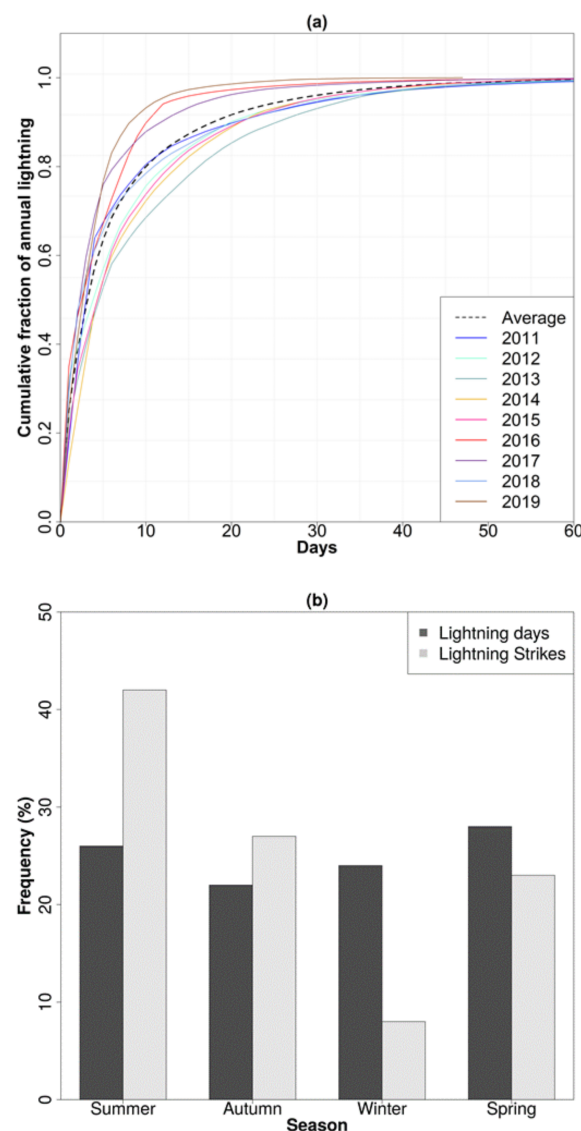 (a)
Cumulative fraction of annual lightning
1.0
0.8
0.6
0.4
0.2
0.0
Average
2011
2012
2013
2014
2015
2016
2017
2018
2019
0 10 20 30 40 50 60
Days
(b)
Frequency (%)
50
40
30
20
10
0
Lightning days
Lightning Strikes
Summer Autumn Winter Spring
Season